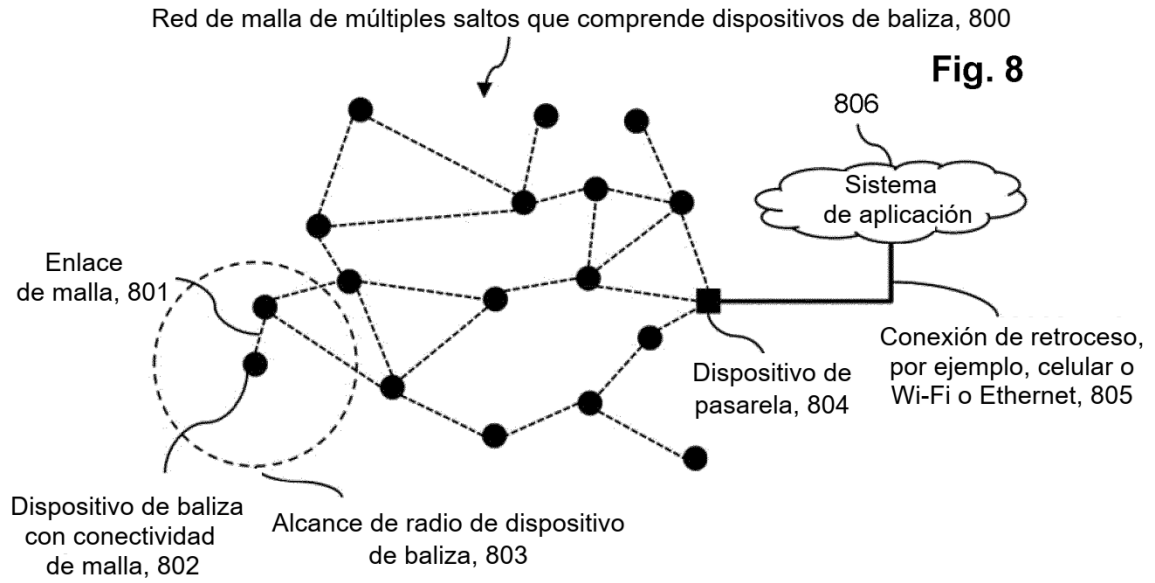 Red de malla de múltiples saltos que comprende dispositivos de baliza, 800
Fig. 8
806
Sistema
de aplicación
Enlace
de malla, 801
Conexión de retroceso,
por ejemplo, celular o
Wi-Fi o Ethernet, 805
Dispositivo de
pasarela, 804
Dispositivo de baliza
con conectividad
de malla, 802
Alcance de radio de dispositivo
de baliza, 803